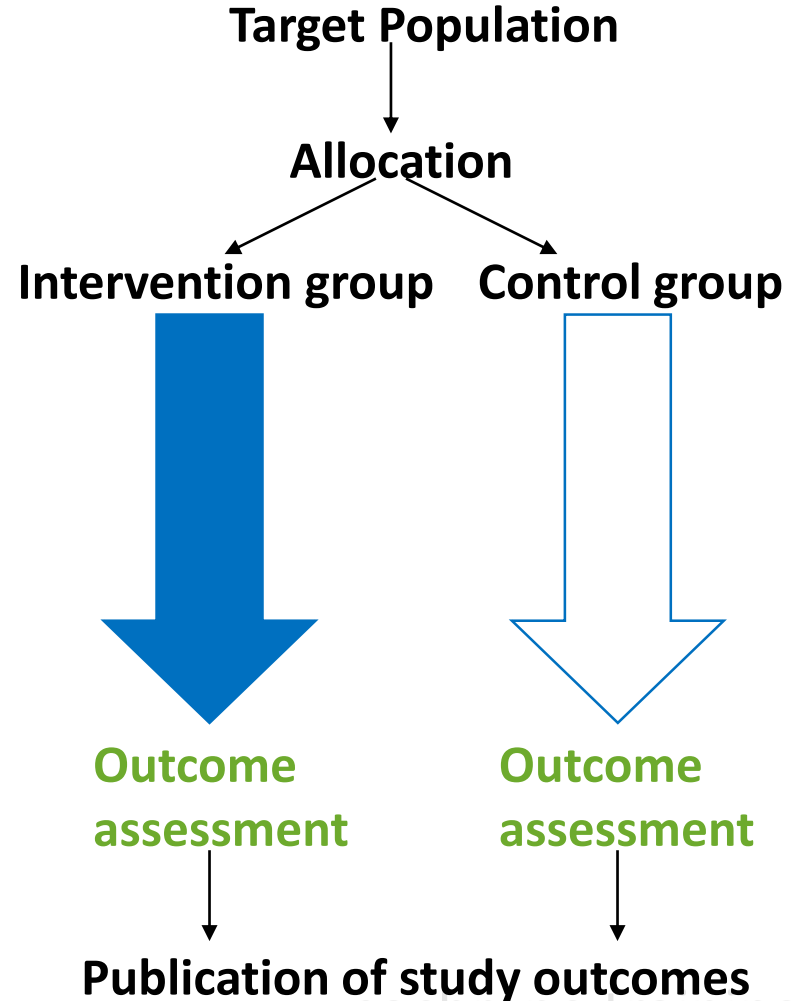 Target Population
Allocation
Intervention group
Control group
Outcome
assessment
Outcome
assessment
Publication of study outcomes